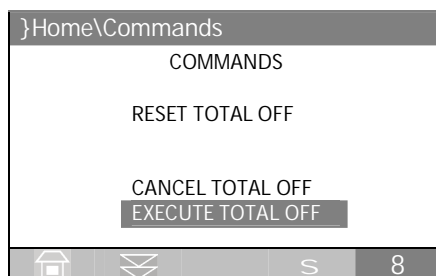 }Home\Commands
COMMANDS
RESET TOTAL OFF
CANCEL TOTAL OFF
EXECUTE TOTAL OFF
S 8